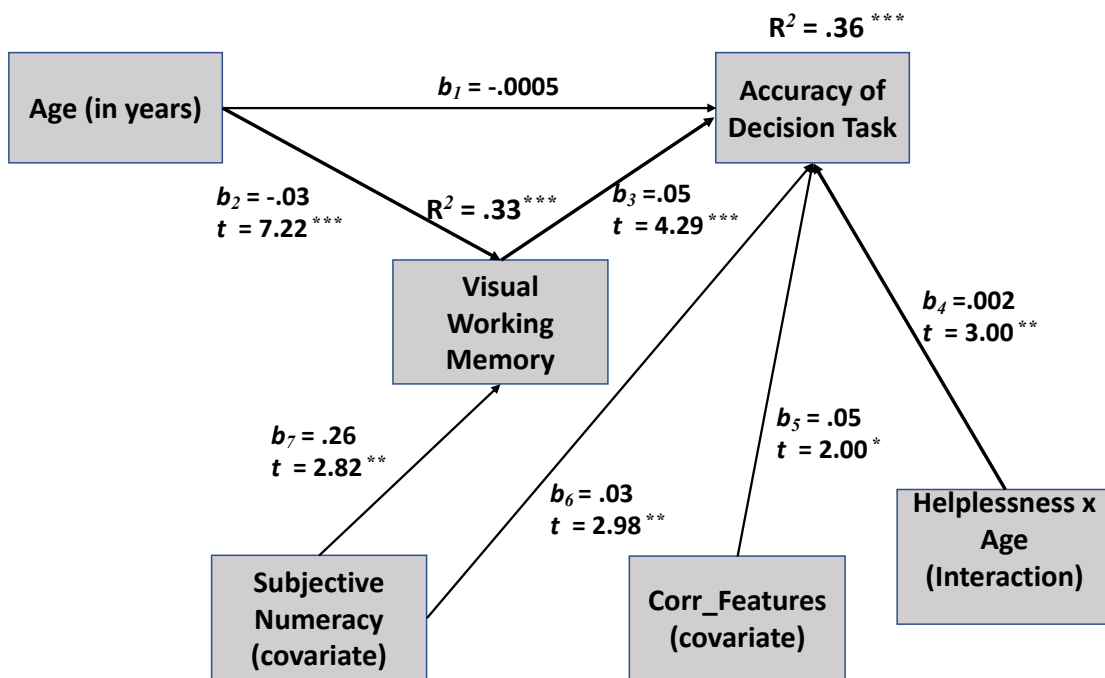 R² = .36 ***
Age (in years)
b₁ = -.0005
Accuracy of
Decision Task
b₂ = -.03
t = 7.22 ***
R² = .33 ***
b₃ =.05
t = 4.29 ***
Visual
Working
Memory
b₄ =.002
t = 3.00 **
b₇ = .26
t = 2.82 **
b₅ = .05
t = 2.00 *
b₆ = .03
t = 2.98 **
Helplessness x
Age
(Interaction)
Subjective
Numeracy
(covariate)
Corr_Features
(covariate)